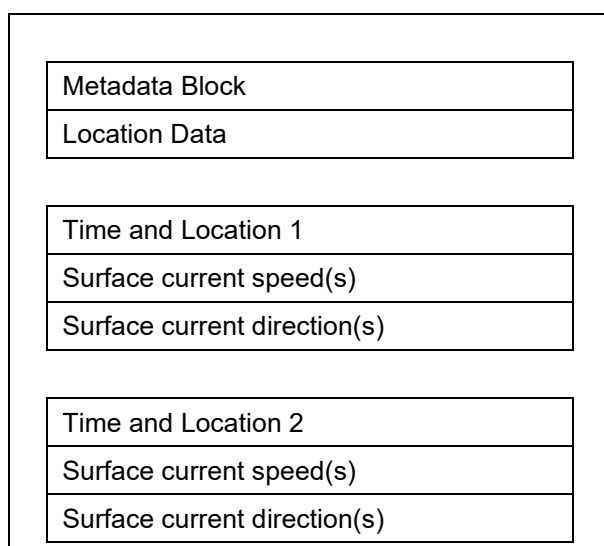 Metadata Block
Location Data
Time and Location 1
Surface current speed(s)
Surface current direction(s)
Time and Location 2
Surface current speed(s)
Surface current direction(s)